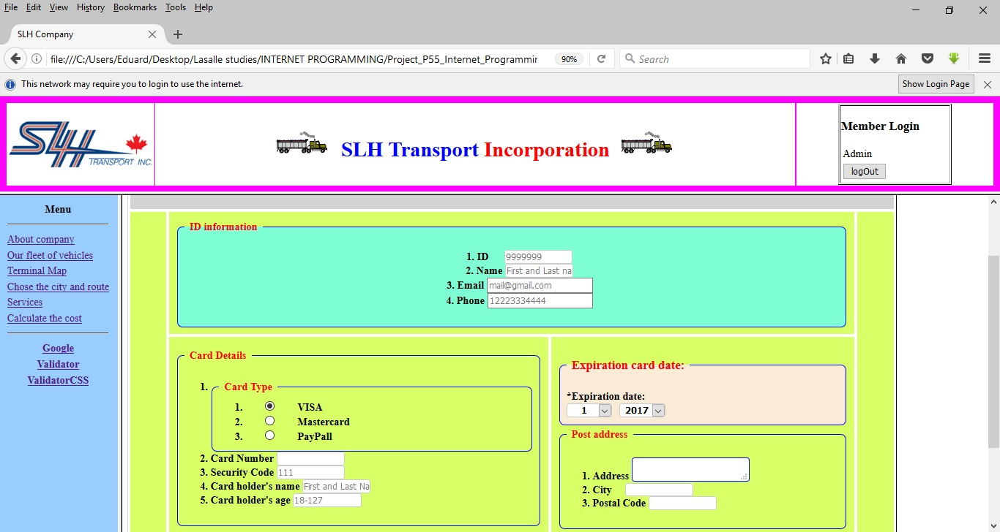 File Edit View History Bookmarks Tools Help
SLH Company
file:///C:/Users/Eduard/Desktop/Lasalle studies/INTERNET PROGRAMMING/Project_P55_Internet_Programmin 90% Search
This network may require you to login to use the internet. Show Login Page
SLH
TRANSPORT INC.
SLH Transport Incorporation
Member Login
Admin
logOut
Menu
About company
Our fleet of vehicles
Terminal Map
Chose the city and route
Services
Calculate the cost
Google
Validator
ValidatorCSS
ID information
1. ID 9999999
2. Name First and Last na
3. Email mail@gmail.com
4. Phone 12223334444
Card Details
1. Card Type
1. VISA
2. Mastercard
3. PayPall
2. Card Number
3. Security Code 111
4. Card holder's name First and Last Na
5. Card holder's age 18-127
Expiration card date:
*Expiration date:
1 2017
Post address
1. Address
2. City
3. Postal Code